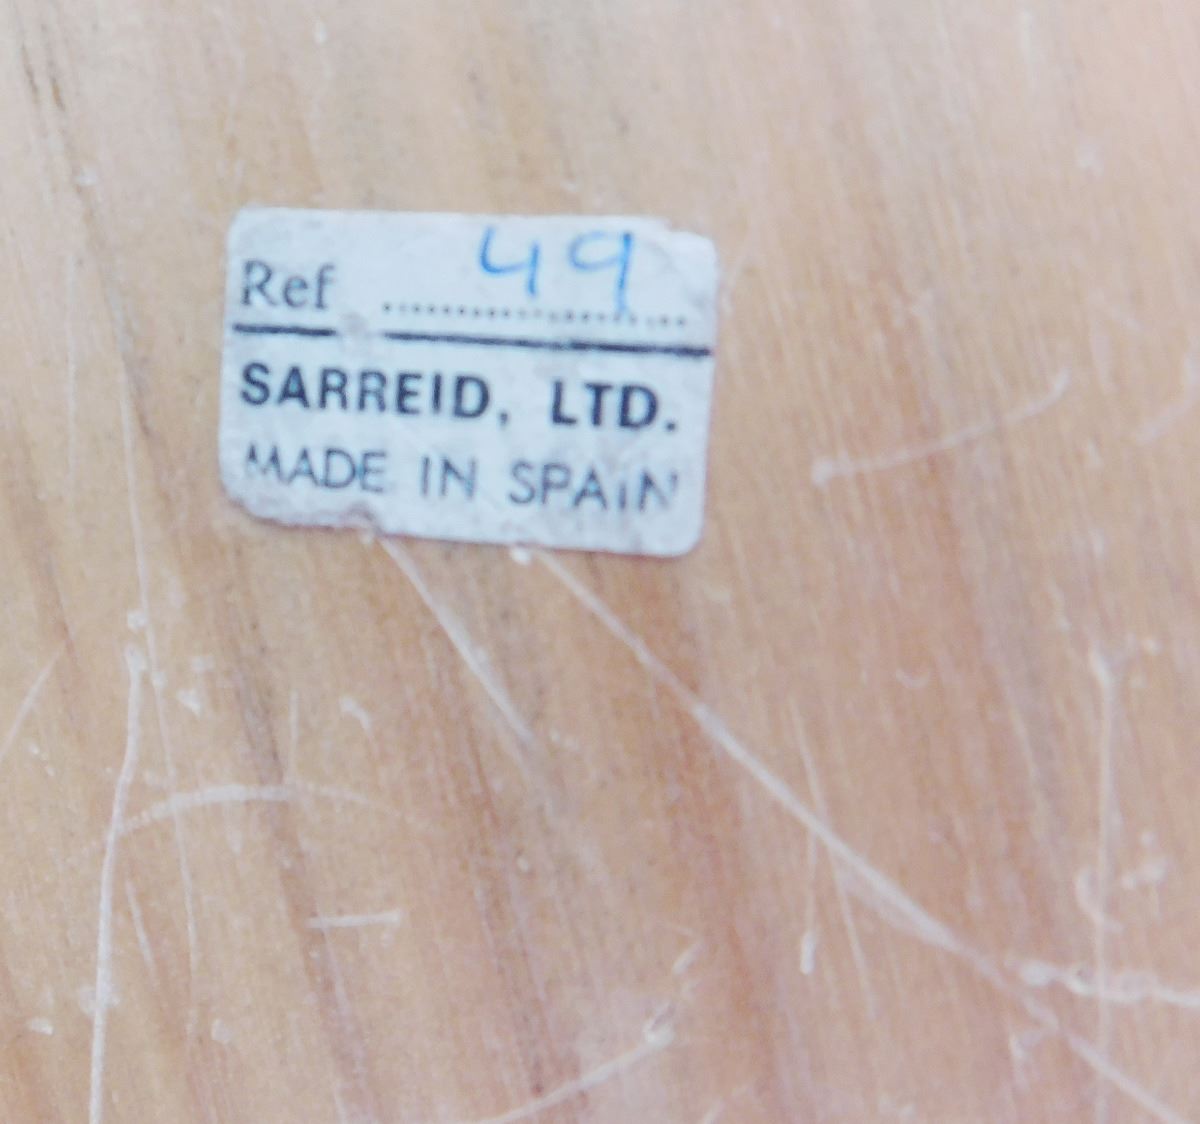 Ref ........ 49
SARREID, LTD.
MADE IN SPAIN